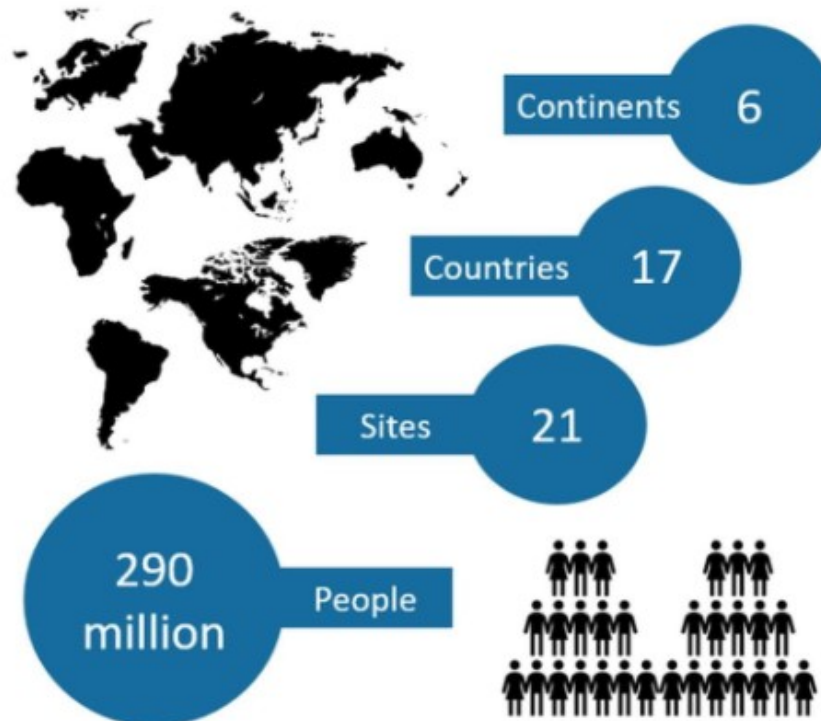 Continents
6
Countries
17
Sites
21
290
million
People